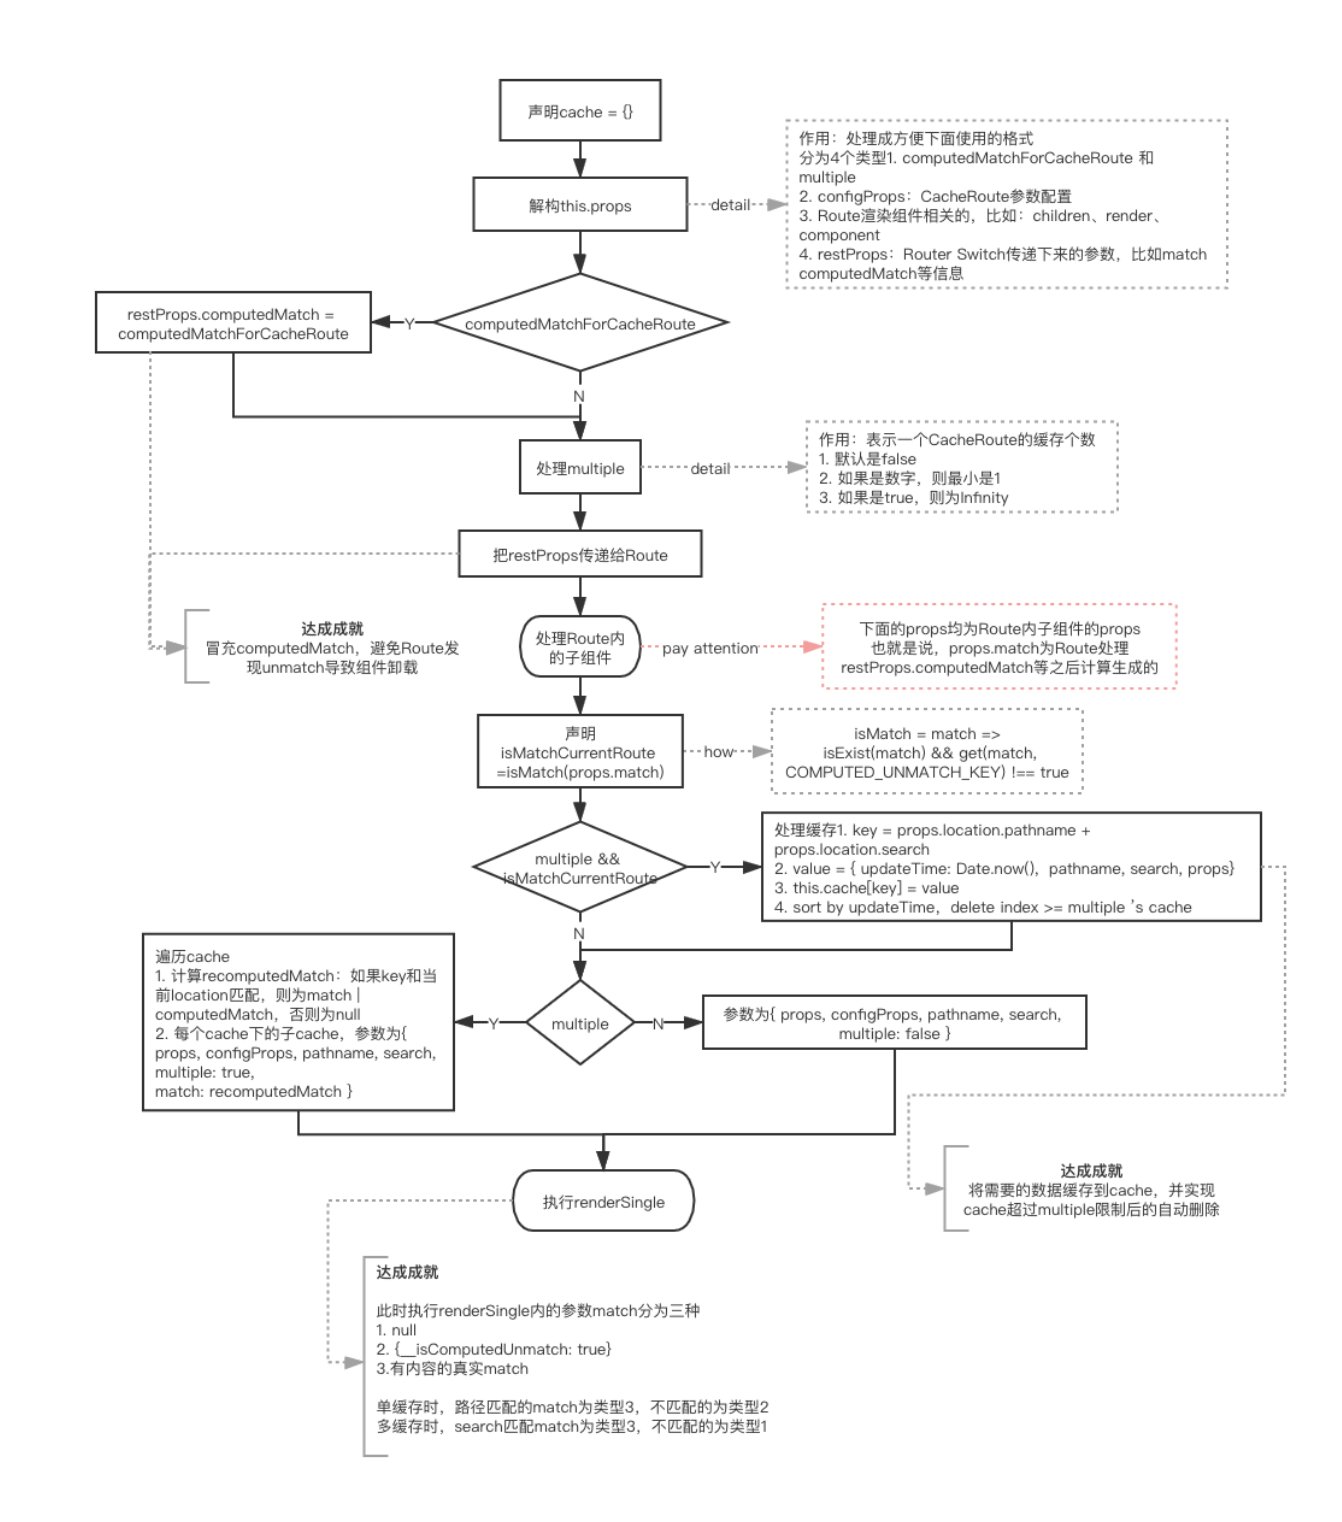 声明cache = {}
解构this.props
detail
作用：处理成方便下面使用的格式
分为4个类型1. computedMatchForCacheRoute 和
multiple
2. configProps：CacheRoute参数配置
3. Route渲染组件相关的，比如：children、render、
component
4. restProps：Router Switch传递下来的参数，比如match
computedMatch等信息
computedMatchForCacheRoute
Y
restProps.computedMatch =
computedMatchForCacheRoute
N
处理multiple
detail
作用：表示一个CacheRoute的缓存个数
1. 默认是false
2. 如果是数字，则最小是1
3. 如果是true，则为Infinity
把restProps传递给Route
达成成就
冒充computedMatch，避免Route发
现unmatch导致组件卸载
处理Route内
的子组件
pay attention
下面的props均为Route内子组件的props
也就是说，props.match为Route处理
restProps.computedMatch等之后计算生成的
声明
isMatchCurrentRoute
=isMatch(props.match)
how
isMatch = match =>
isExist(match) && get(match,
COMPUTED_UNMATCH_KEY) !== true
multiple &&
isMatchCurrentRoute
Y
处理缓存1. key = props.location.pathname +
props.location.search
2. value = { updateTime: Date.now()，pathname, search, props}
3. this.cache[key] = value
4. sort by updateTime，delete index >= multiple ’s cache
N
multiple
Y
遍历cache
1. 计算recomputedMatch：如果key和当
前location匹配，则为match |
computedMatch，否则为null
2. 每个cache下的子cache，参数为{
props, configProps, pathname, search,
multiple: true,
match: recomputedMatch }
N
参数为{ props, configProps, pathname, search,
multiple: false }
达成成就
将需要的数据缓存到cache，并实现
cache超过multiple限制后的自动删除
执行renderSingle
达成成就
此时执行renderSingle内的参数match分为三种
1. null
2. {__isComputedUnmatch: true}
3.有内容的真实match
单缓存时，路径匹配的match为类型3，不匹配的为类型2
多缓存时，search匹配match为类型3，不匹配的为类型1